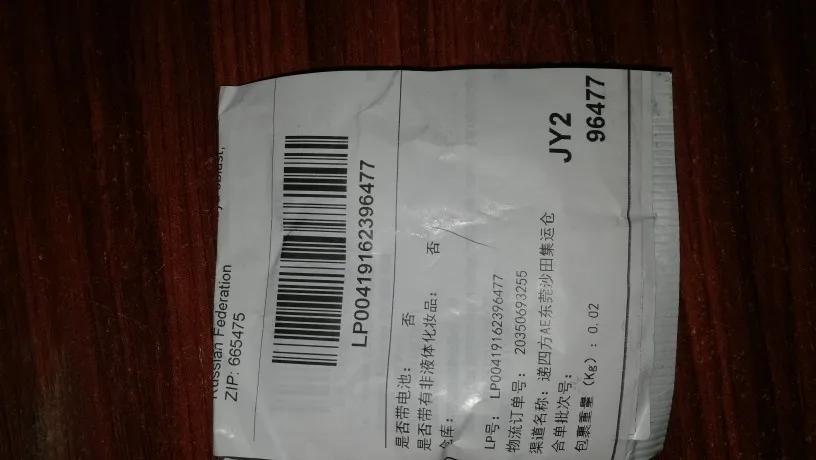 Russian Federation
ZIP: 665475
LP00419162396477
是否带电池： 否
是否带有非液体化妆品： 否
仓库：
LP号： LP00419162396477
物流订单号： 20350693255
渠道名称：递四方AE东莞沙田集运仓
合单批次号：
包裹重量（Kg）：0.02
JY2
96477